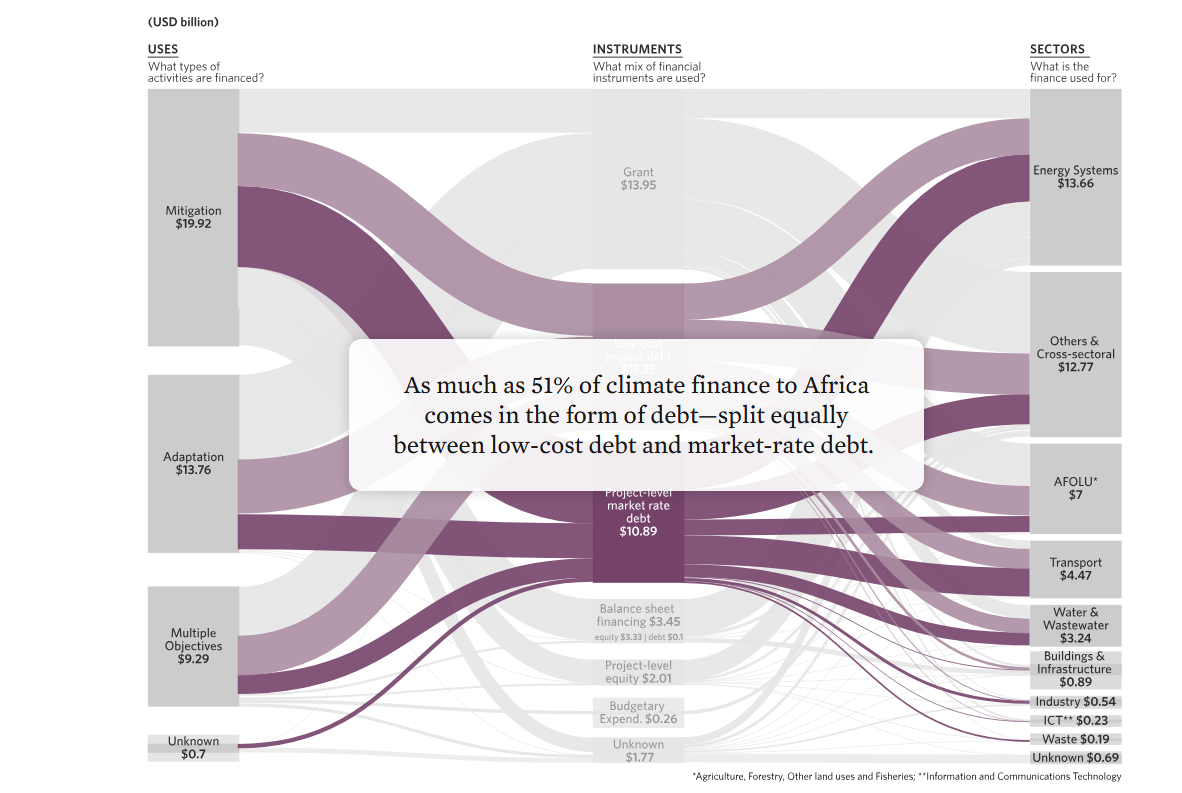 (USD billion)
USES
What types of
activities are financed?
INSTRUMENTS
What mix of financial
instruments are used?
SECTORS
What is the
finance used for?
Mitigation
$19.92
Adaptation
$13.76
Multiple
Objectives
$9.29
Unknown
$0.7
Grant
$13.95
Low-cost
project debt
As much as 51% of climate finance to Africa
comes in the form of debt—split equally
between low-cost debt and market-rate debt.
Project-level
market rate
debt
$10.89
Balance sheet
financing $3.45
equity $3.33 | debt $0.1
Project-level
equity $2.01
Budgetary
Expend. $0.26
Unknown
$1.77
Energy Systems
$13.66
Others &
Cross-sectoral
$12.77
AFOLU*
$7
Transport
$4.47
Water &
Wastewater
$3.24
Buildings &
Infrastructure
$0.89
Industry $0.54
ICT** $0.23
Waste $0.19
Unknown $0.69
*Agriculture, Forestry, Other land uses and Fisheries; **Information and Communications Technology